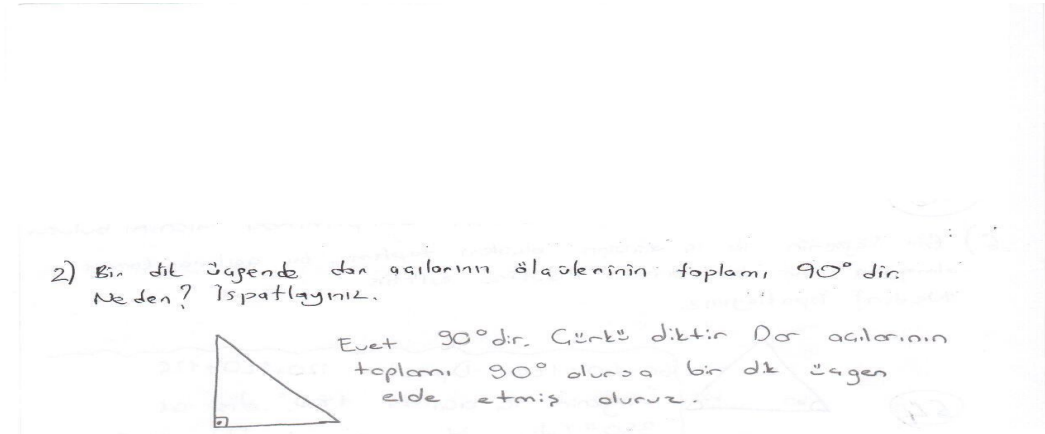 2) Bir dik üçgende dar açılarının ölçülerinin toplamı 90° dir.
Neden? İspatlayınız.
Evet 90°dir. Çünkü diktir Dar açılarının
toplamı 90° olursa bir dik üçgen
elde etmiş oluruz.